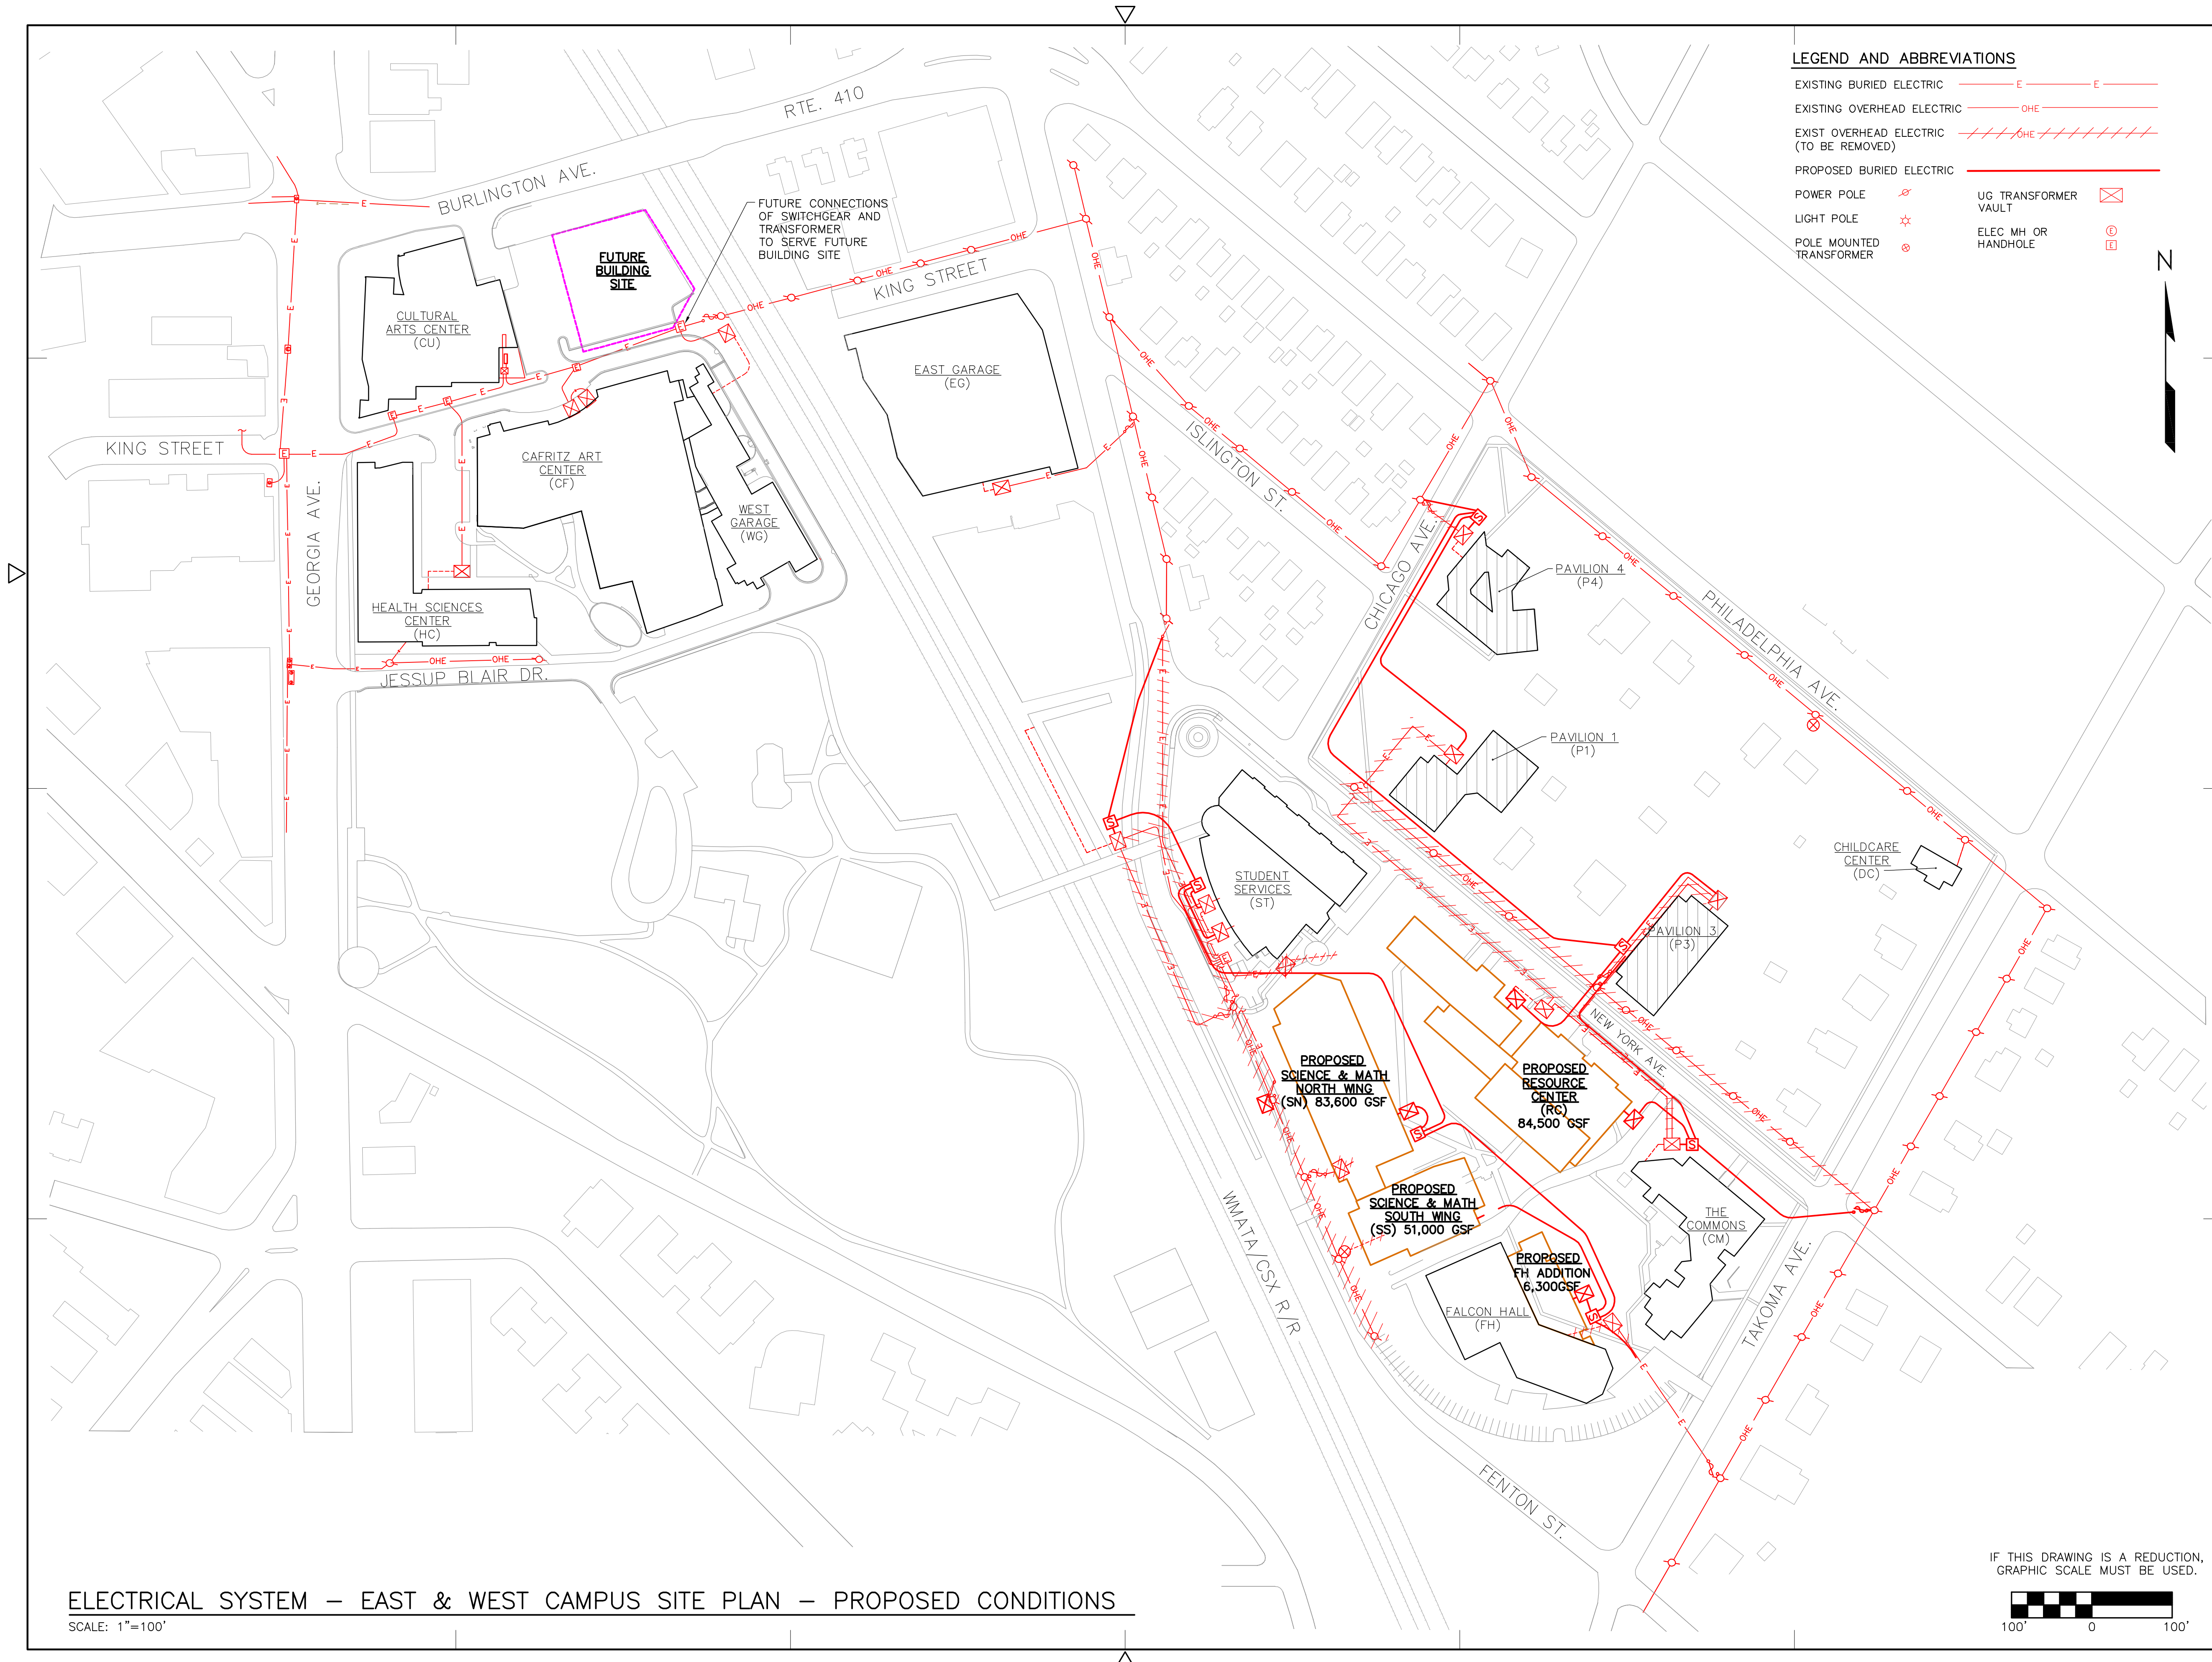 LEGEND AND ABBREVIATIONS
EXISTING BURIED ELECTRIC E E
EXISTING OVERHEAD ELECTRIC OHE
EXIST OVERHEAD ELECTRIC OHE
(TO BE REMOVED)
PROPOSED BURIED ELECTRIC
POWER POLE
LIGHT POLE
POLE MOUNTED
TRANSFORMER
UG TRANSFORMER
VAULT
ELEC MH OR E
HANDHOLE E
N
RTE. 410
BURLINGTON AVE.
FUTURE CONNECTIONS
OF SWITCHGEAR AND
TRANSFORMER
TO SERVE FUTURE
BUILDING SITE
FUTURE
BUILDING
SITE
KING STREET
CULTURAL
ARTS CENTER
(CU)
EAST GARAGE
(EG)
ISLINGTON ST.
KING STREET
GEORGIA AVE.
CAFRITZ ART
CENTER
(CF)
WEST
GARAGE
(WG)
CHICAGO AVE.
PAVILION 4
(P4)
PHILADELPHIA AVE.
HEALTH SCIENCES
CENTER
(HC)
JESSUP BLAIR DR.
PAVILION 1
(P1)
CHILDCARE
CENTER
(DC)
STUDENT
SERVICES
(ST)
PAVILION 3
(P3)
NEW YORK AVE.
PROPOSED
SCIENCE & MATH
NORTH WING
(SN) 83,600 GSF
PROPOSED
RESOURCE
CENTER
(RC)
84,500 GSF
PROPOSED
SCIENCE & MATH
SOUTH WING
(SS) 51,000 GSF
THE
COMMONS
(CM)
PROPOSED
FH ADDITION
6,300GSF
FALCON HALL
(FH)
WMATA/CSX R/R
TAKOMA AVE.
FENTON ST.
IF THIS DRAWING IS A REDUCTION,
GRAPHIC SCALE MUST BE USED.
100' 0 100'
ELECTRICAL SYSTEM – EAST & WEST CAMPUS SITE PLAN – PROPOSED CONDITIONS
SCALE: 1"=100'